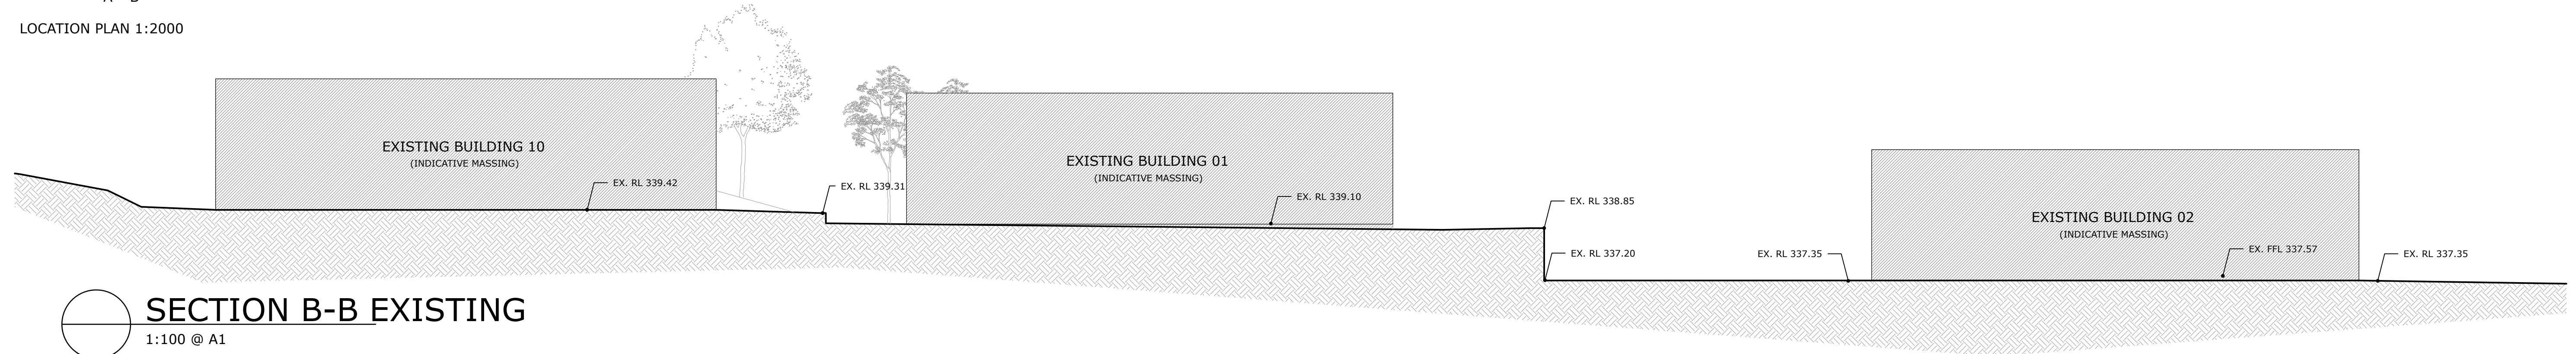 LOCATION PLAN 1:2000
EXISTING BUILDING 10
(INDICATIVE MASSING)
EX. RL 339.42
EX. RL 339.31
EXISTING BUILDING 01
(INDICATIVE MASSING)
EX. RL 339.10
EX. RL 338.85
EX. RL 337.20
EX. RL 337.35
EXISTING BUILDING 02
(INDICATIVE MASSING)
EX. FFL 337.57
EX. RL 337.35
SECTION B-B EXISTING
1:100 @ A1